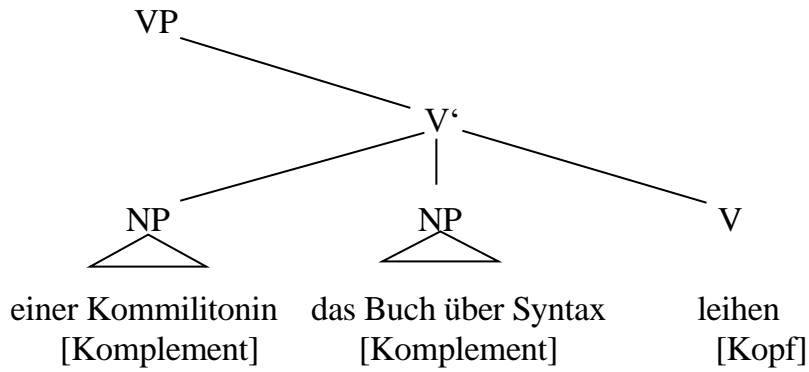 VP
V‘
NP NP V
einer Kommilitonin das Buch über Syntax leihen
[Komplement] [Komplement] [Kopf]